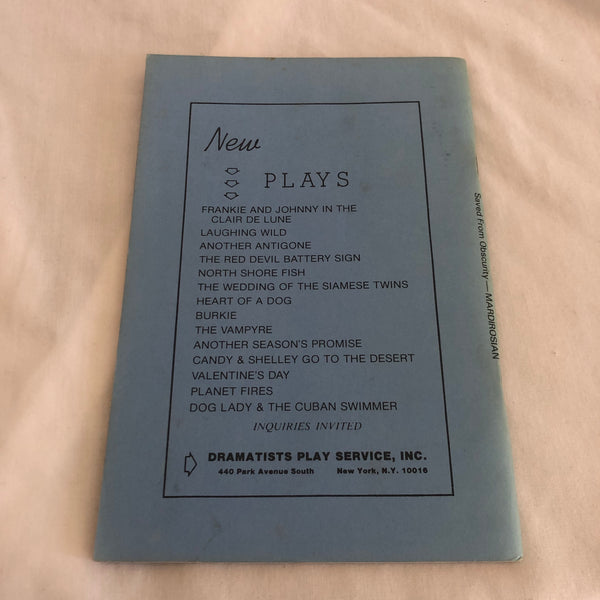 New
PLAYS
FRANKIE AND JOHNNY IN THE
CLAIR DE LUNE
LAUGHING WILD
ANOTHER ANTIGONE
THE RED DEVIL BATTERY SIGN
NORTH SHORE FISH
THE WEDDING OF THE SIAMESE TWINS
HEART OF A DOG
BURKIE
THE VAMPYRE
ANOTHER SEASON'S PROMISE
CANDY & SHELLEY GO TO THE DESERT
VALENTINE'S DAY
PLANET FIRES
DOG LADY & THE CUBAN SWIMMER
INQUIRIES INVITED
DRAMATISTS PLAY SERVICE, INC.
440 Park Avenue South New York, N.Y. 10016
Saved From Obscurity — MARDIROSIAN